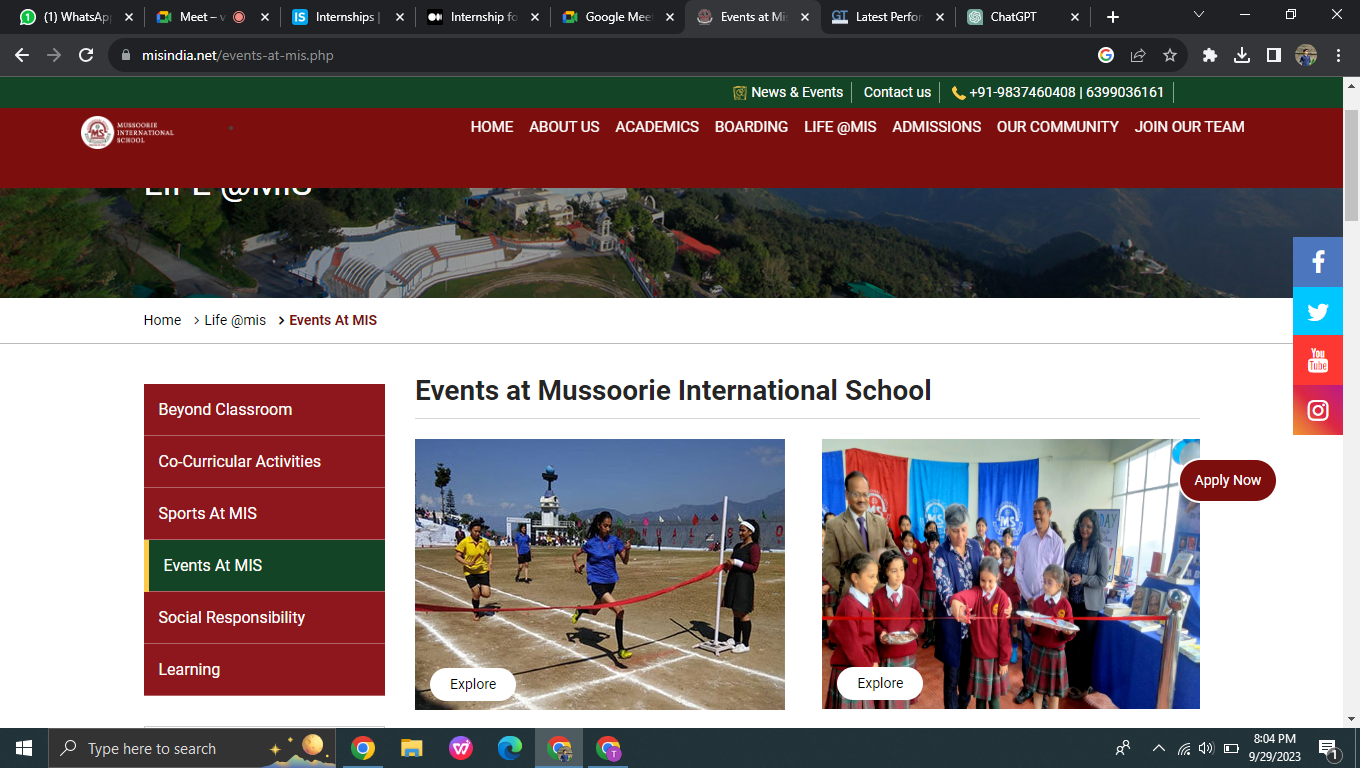 (1) WhatsAp
Meet – v
Internships |
Internship fo
Google Mee
Events at Mis
Latest Perfor
ChatGPT
misindia.net/events-at-mis.php
News & Events
Contact us
+91-9837460408 | 6399036161
MUSSOORIE
INTERNATIONAL
SCHOOL
HOME ABOUT US ACADEMICS BOARDING LIFE @MIS ADMISSIONS OUR COMMUNITY JOIN OUR TEAM
LIFE @MIS
Home > Life @mis > Events At MIS
You
Tube
Beyond Classroom
Co-Curricular Activities
Sports At MIS
Events At MIS
Social Responsibility
Learning
Events at Mussoorie International School
Apply Now
Explore
Explore
Type here to search
8:04 PM
9/29/2023
1